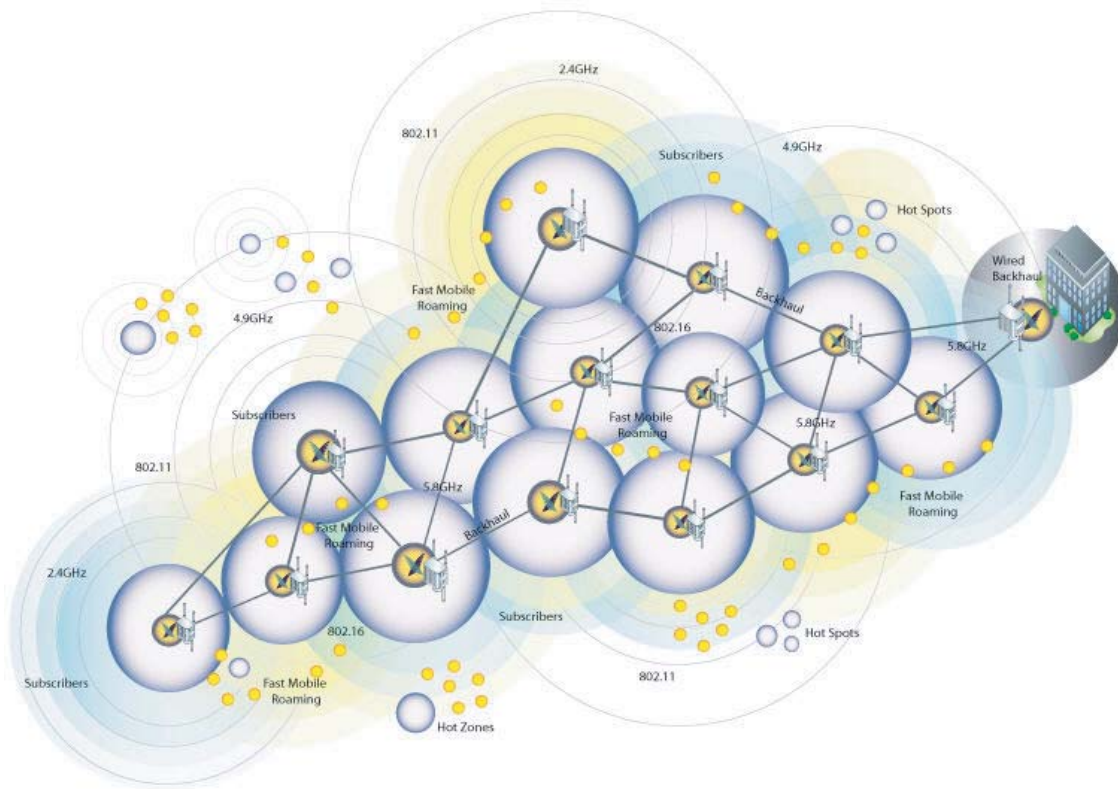 2.4GHz
802.11
Subscribers
4.9GHz
Hot Spots
Wired
Backhaul
Fast Mobile
Roaming
Backhaul
4.9GHz
802.16
5.8GHz
Subscribers
Fast Mobile
Roaming
5.8GHz
802.11
5.8GHz
Fast Mobile
Roaming
Fast Mobile
Roaming
Backhaul
2.4GHz
Subscribers
802.16
Hot Spots
Subscribers
Fast Mobile
Roaming
802.11
Hot Zones